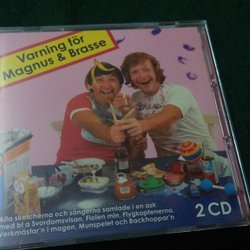 Varning för
Magnus & Brasse
Alla sketcherna och sångerna samlade i en ask
med bl a Svordomsvisan, Fiolen min, Flygkaptenerna,
Verkmästar'n i magen, Munspelet och Backhoppar'n
2 CD